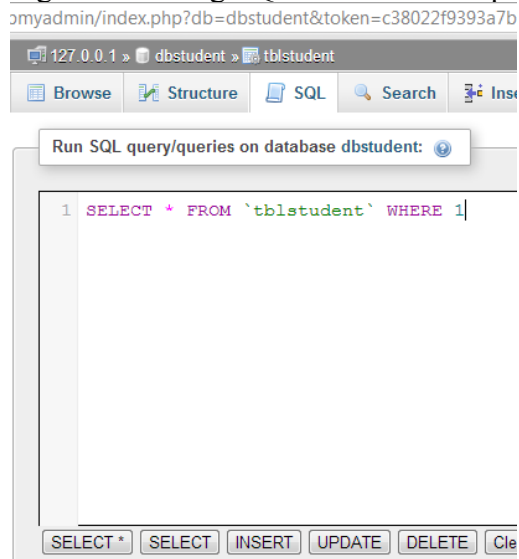 omyadmin/index.php?db=dbstudent&token=c38022f9393a7b
127.0.0.1 » dbstudent » tblstudent
Browse Structure SQL Search Inse
Run SQL query/queries on database dbstudent:
1 SELECT * FROM `tblstudent` WHERE 1
SELECT * SELECT INSERT UPDATE DELETE Cle